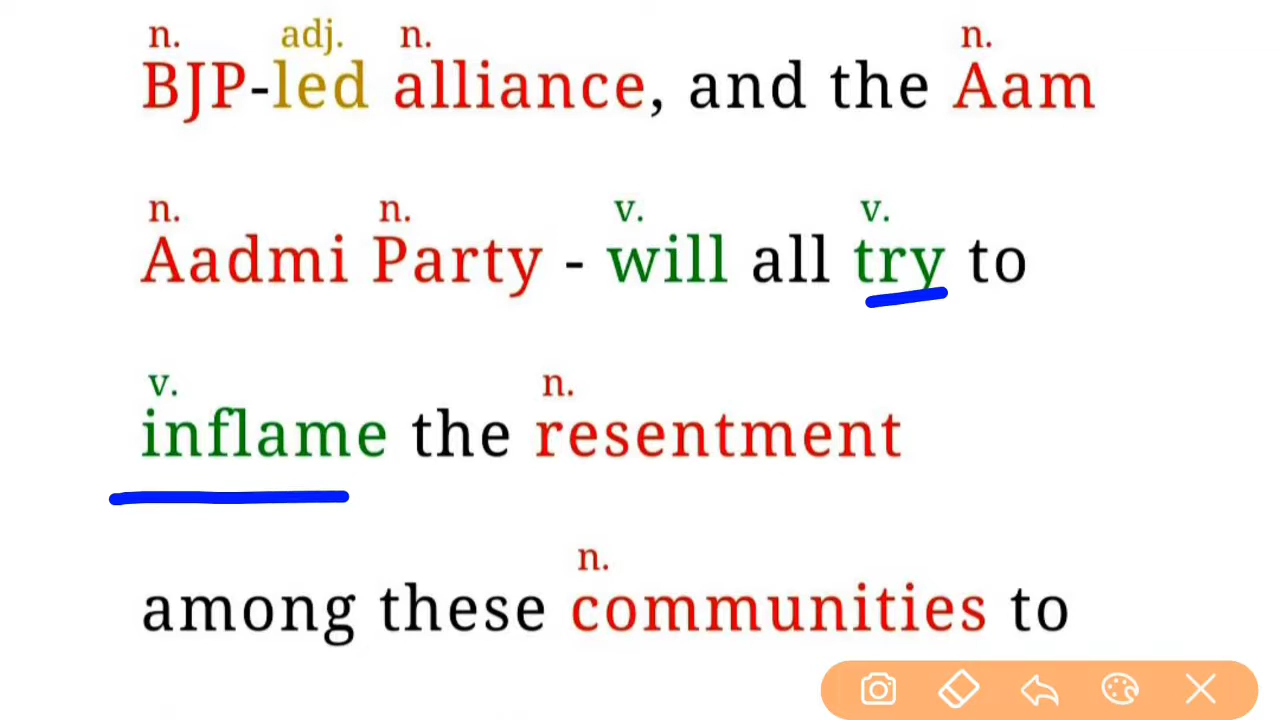 n. adj. n. n.
BJP-led alliance, and the Aam
n. n. v. v.
Aadmi Party - will all try to
v. n.
inflame the resentment
n.
among these communities to